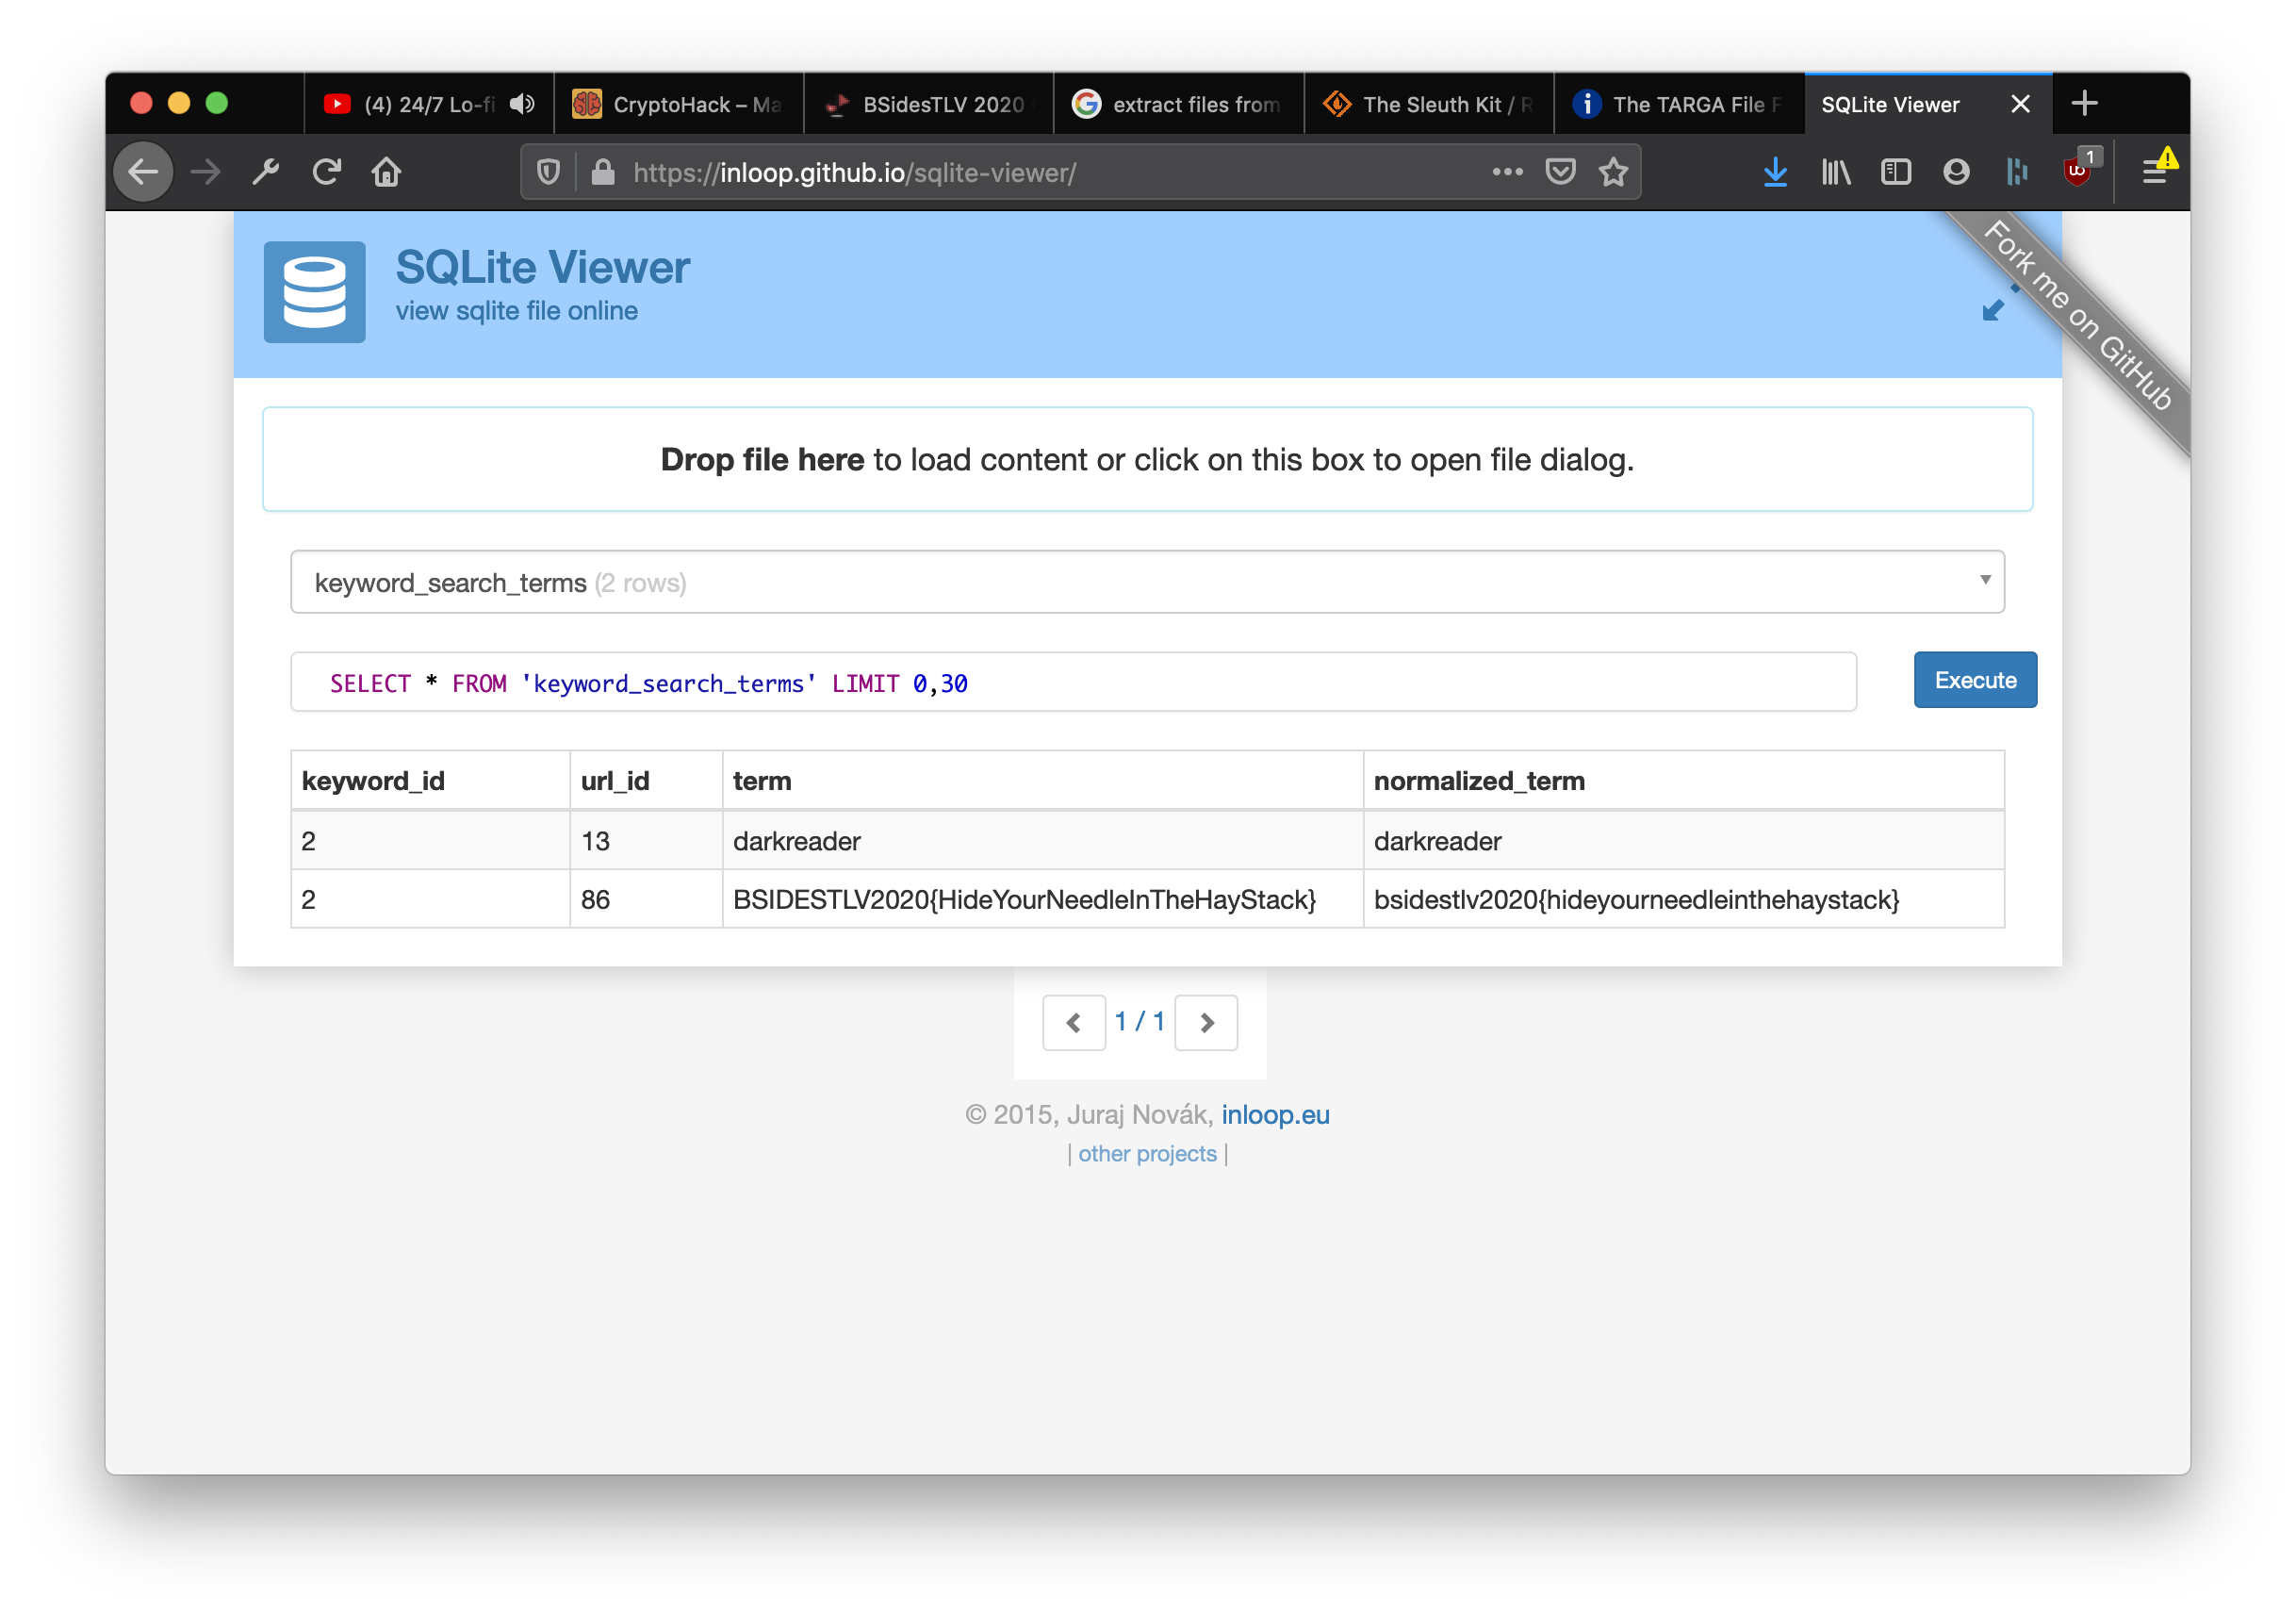 (4) 24/7 Lo-fi CryptoHack – Ma BSidesTLV 2020 extract files from The Sleuth Kit / R The TARGA File F SQLite Viewer
https://inloop.github.io/sqlite-viewer/ 1
SQLite Viewer
view sqlite file online
Fork me on GitHub
Drop file here to load content or click on this box to open file dialog.
keyword_search_terms (2 rows)
SELECT * FROM 'keyword_search_terms' LIMIT 0,30 Execute
keyword_id url_id term normalized_term
2 13 darkreader darkreader
2 86 BSIDESTLV2020{HideYourNeedleInTheHayStack} bsidestlv2020{hideyourneedleinthehaystack}
1 / 1
© 2015, Juraj Novák, inloop.eu
| other projects |